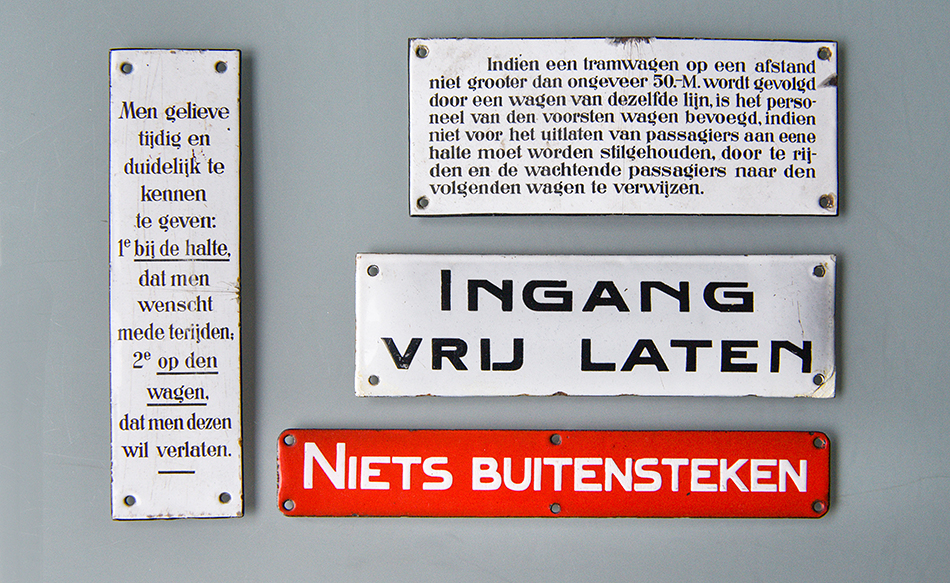 Men gelieve
tijdig en
duidelijk te
kennen
te geven:
1e bij de halte,
dat men
wenscht
mede terijden;
2e op den
wagen,
dat men dezen
wil verlaten.
Indien een tramwagen op een afstand
niet grooter dan ongeveer 50.-M. wordt gevolgd
door een wagen van dezelfde lijn, is het perso-
neel van den voorsten wagen bevoegd, indien
niet voor het uitlaten van passagiers aan eene
halte moet worden stilgehouden, door te rij-
den en de wachtende passagiers naar den
volgenden wagen te verwijzen.
INGANG
VRIJ LATEN
NIETS BUITENSTEKEN